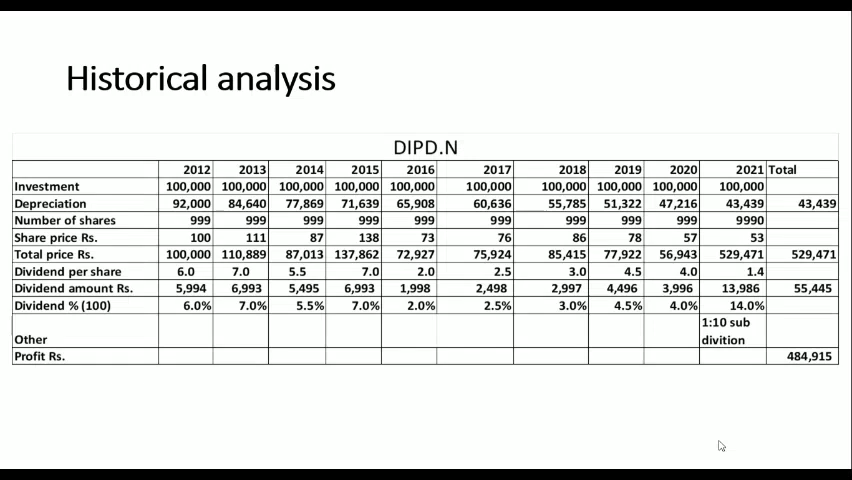 Historical analysis
DIPD.N
2012 2013 2014 2015 2016 2017 2018 2019 2020 2021 Total
Investment 100,000 100,000 100,000 100,000 100,000 100,000 100,000 100,000 100,000 100,000
Depreciation 92,000 84,640 77,869 71,639 65,908 60,636 55,785 51,322 47,216 43,439 43,439
Number of shares 999 999 999 999 999 999 999 999 999 9990
Share price Rs. 100 111 87 138 73 76 86 78 57 53
Total price Rs. 100,000 110,889 87,013 137,862 72,927 75,924 85,415 77,922 56,943 529,471 529,471
Dividend per share 6.0 7.0 5.5 7.0 2.0 2.5 3.0 4.5 4.0 1.4
Dividend amount Rs. 5,994 6,993 5,495 6,993 1,998 2,498 2,997 4,496 3,996 13,986 55,445
Dividend % (100) 6.0% 7.0% 5.5% 7.0% 2.0% 2.5% 3.0% 4.5% 4.0% 14.0%
1:10 sub
Other divition
Profit Rs. 484,915